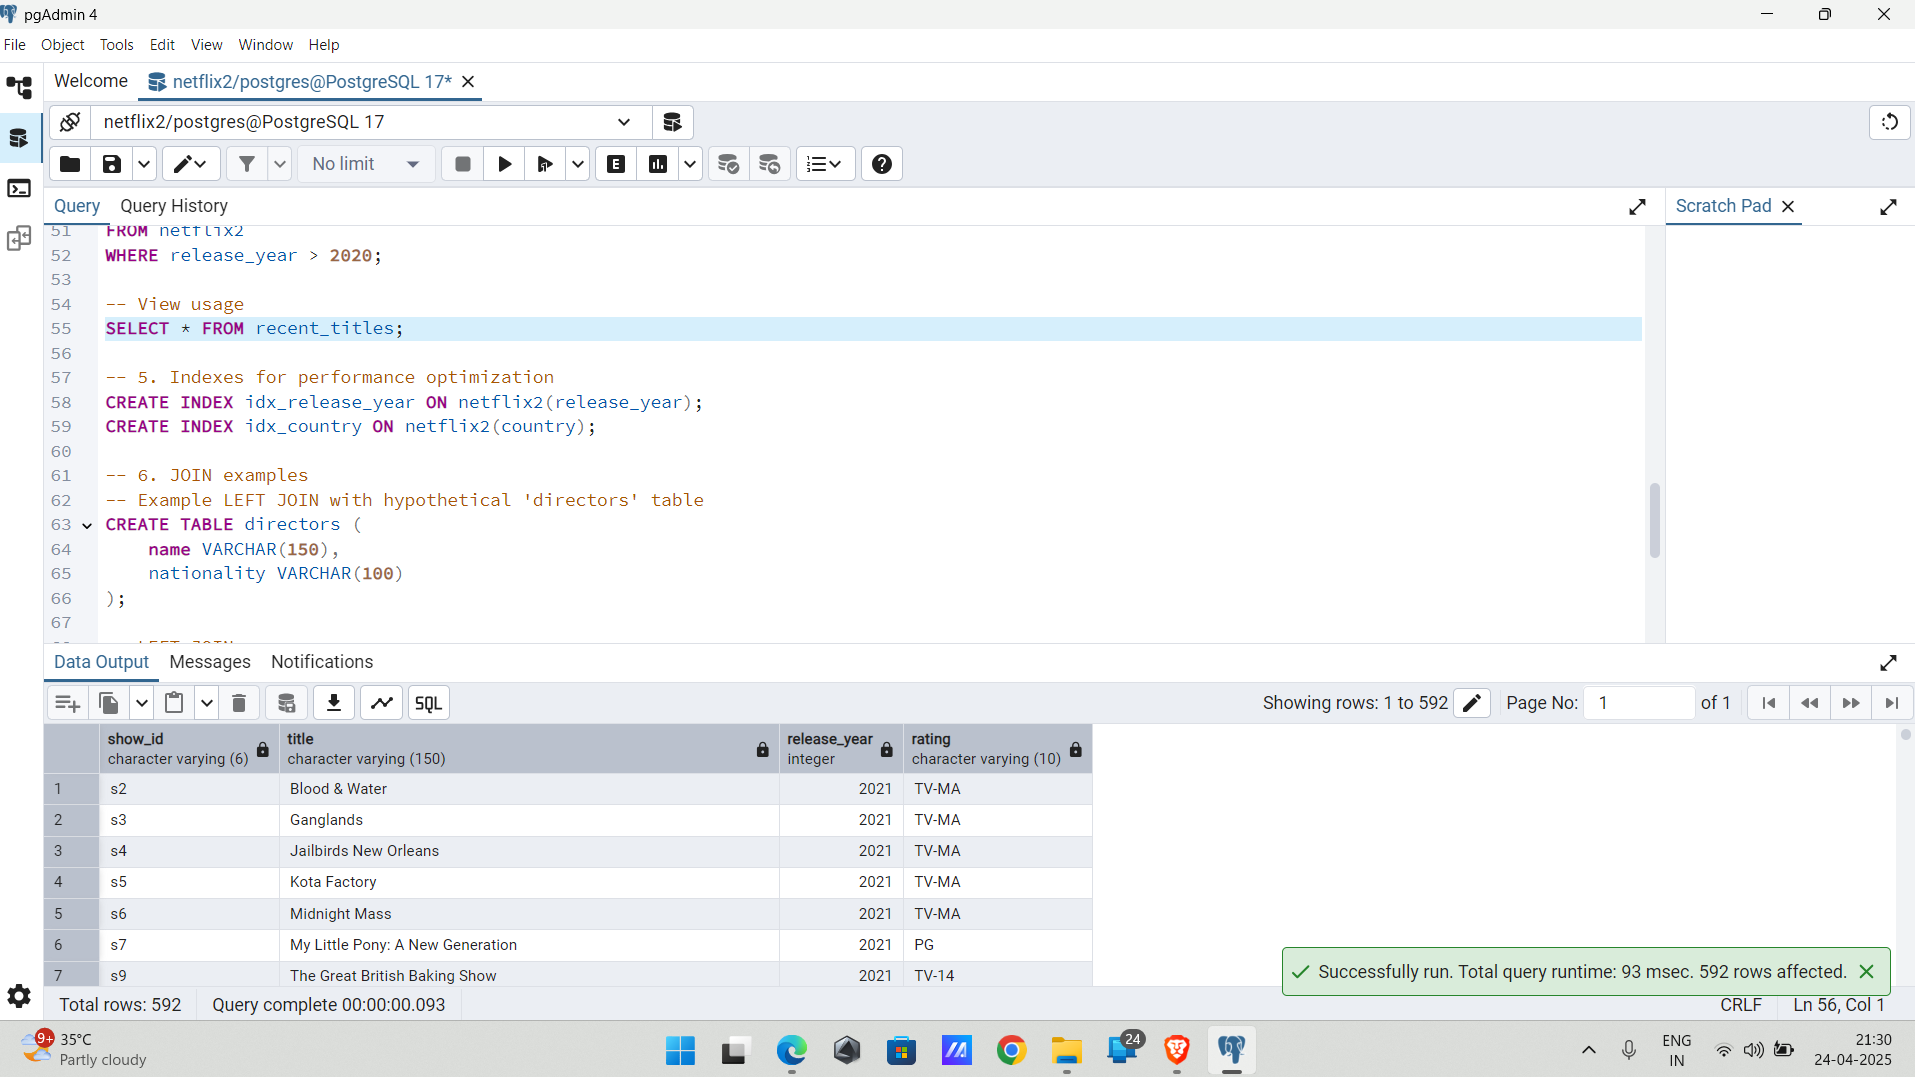 pgAdmin 4
File Object Tools Edit View Window Help
Welcome netflix2/postgres@PostgreSQL 17*
netflix2/postgres@PostgreSQL 17
No limit E
Query Query History Scratch Pad
51 FROM netflix2
52 WHERE release_year > 2020;
53
54 -- View usage
55 SELECT * FROM recent_titles;
56
57 -- 5. Indexes for performance optimization
58 CREATE INDEX idx_release_year ON netflix2(release_year);
59 CREATE INDEX idx_country ON netflix2(country);
60
61 -- 6. JOIN examples
62 -- Example LEFT JOIN with hypothetical 'directors' table
63 CREATE TABLE directors (
64 name VARCHAR(150),
65 nationality VARCHAR(100)
66 );
67
Data Output Messages Notifications
SQL Showing rows: 1 to 592 Page No: 1 of 1
show_id title release_year rating
character varying (6) character varying (150) integer character varying (10)
1 s2 Blood & Water 2021 TV-MA
2 s3 Ganglands 2021 TV-MA
3 s4 Jailbirds New Orleans 2021 TV-MA
4 s5 Kota Factory 2021 TV-MA
5 s6 Midnight Mass 2021 TV-MA
6 s7 My Little Pony: A New Generation 2021 PG
7 s9 The Great British Baking Show 2021 TV-14
Successfully run. Total query runtime: 93 msec. 592 rows affected.
Total rows: 592 Query complete 00:00:00.093 CRLF Ln 56, Col 1
9+ 35°C
Partly cloudy
24
ENG
IN
21:30
24-04-2025